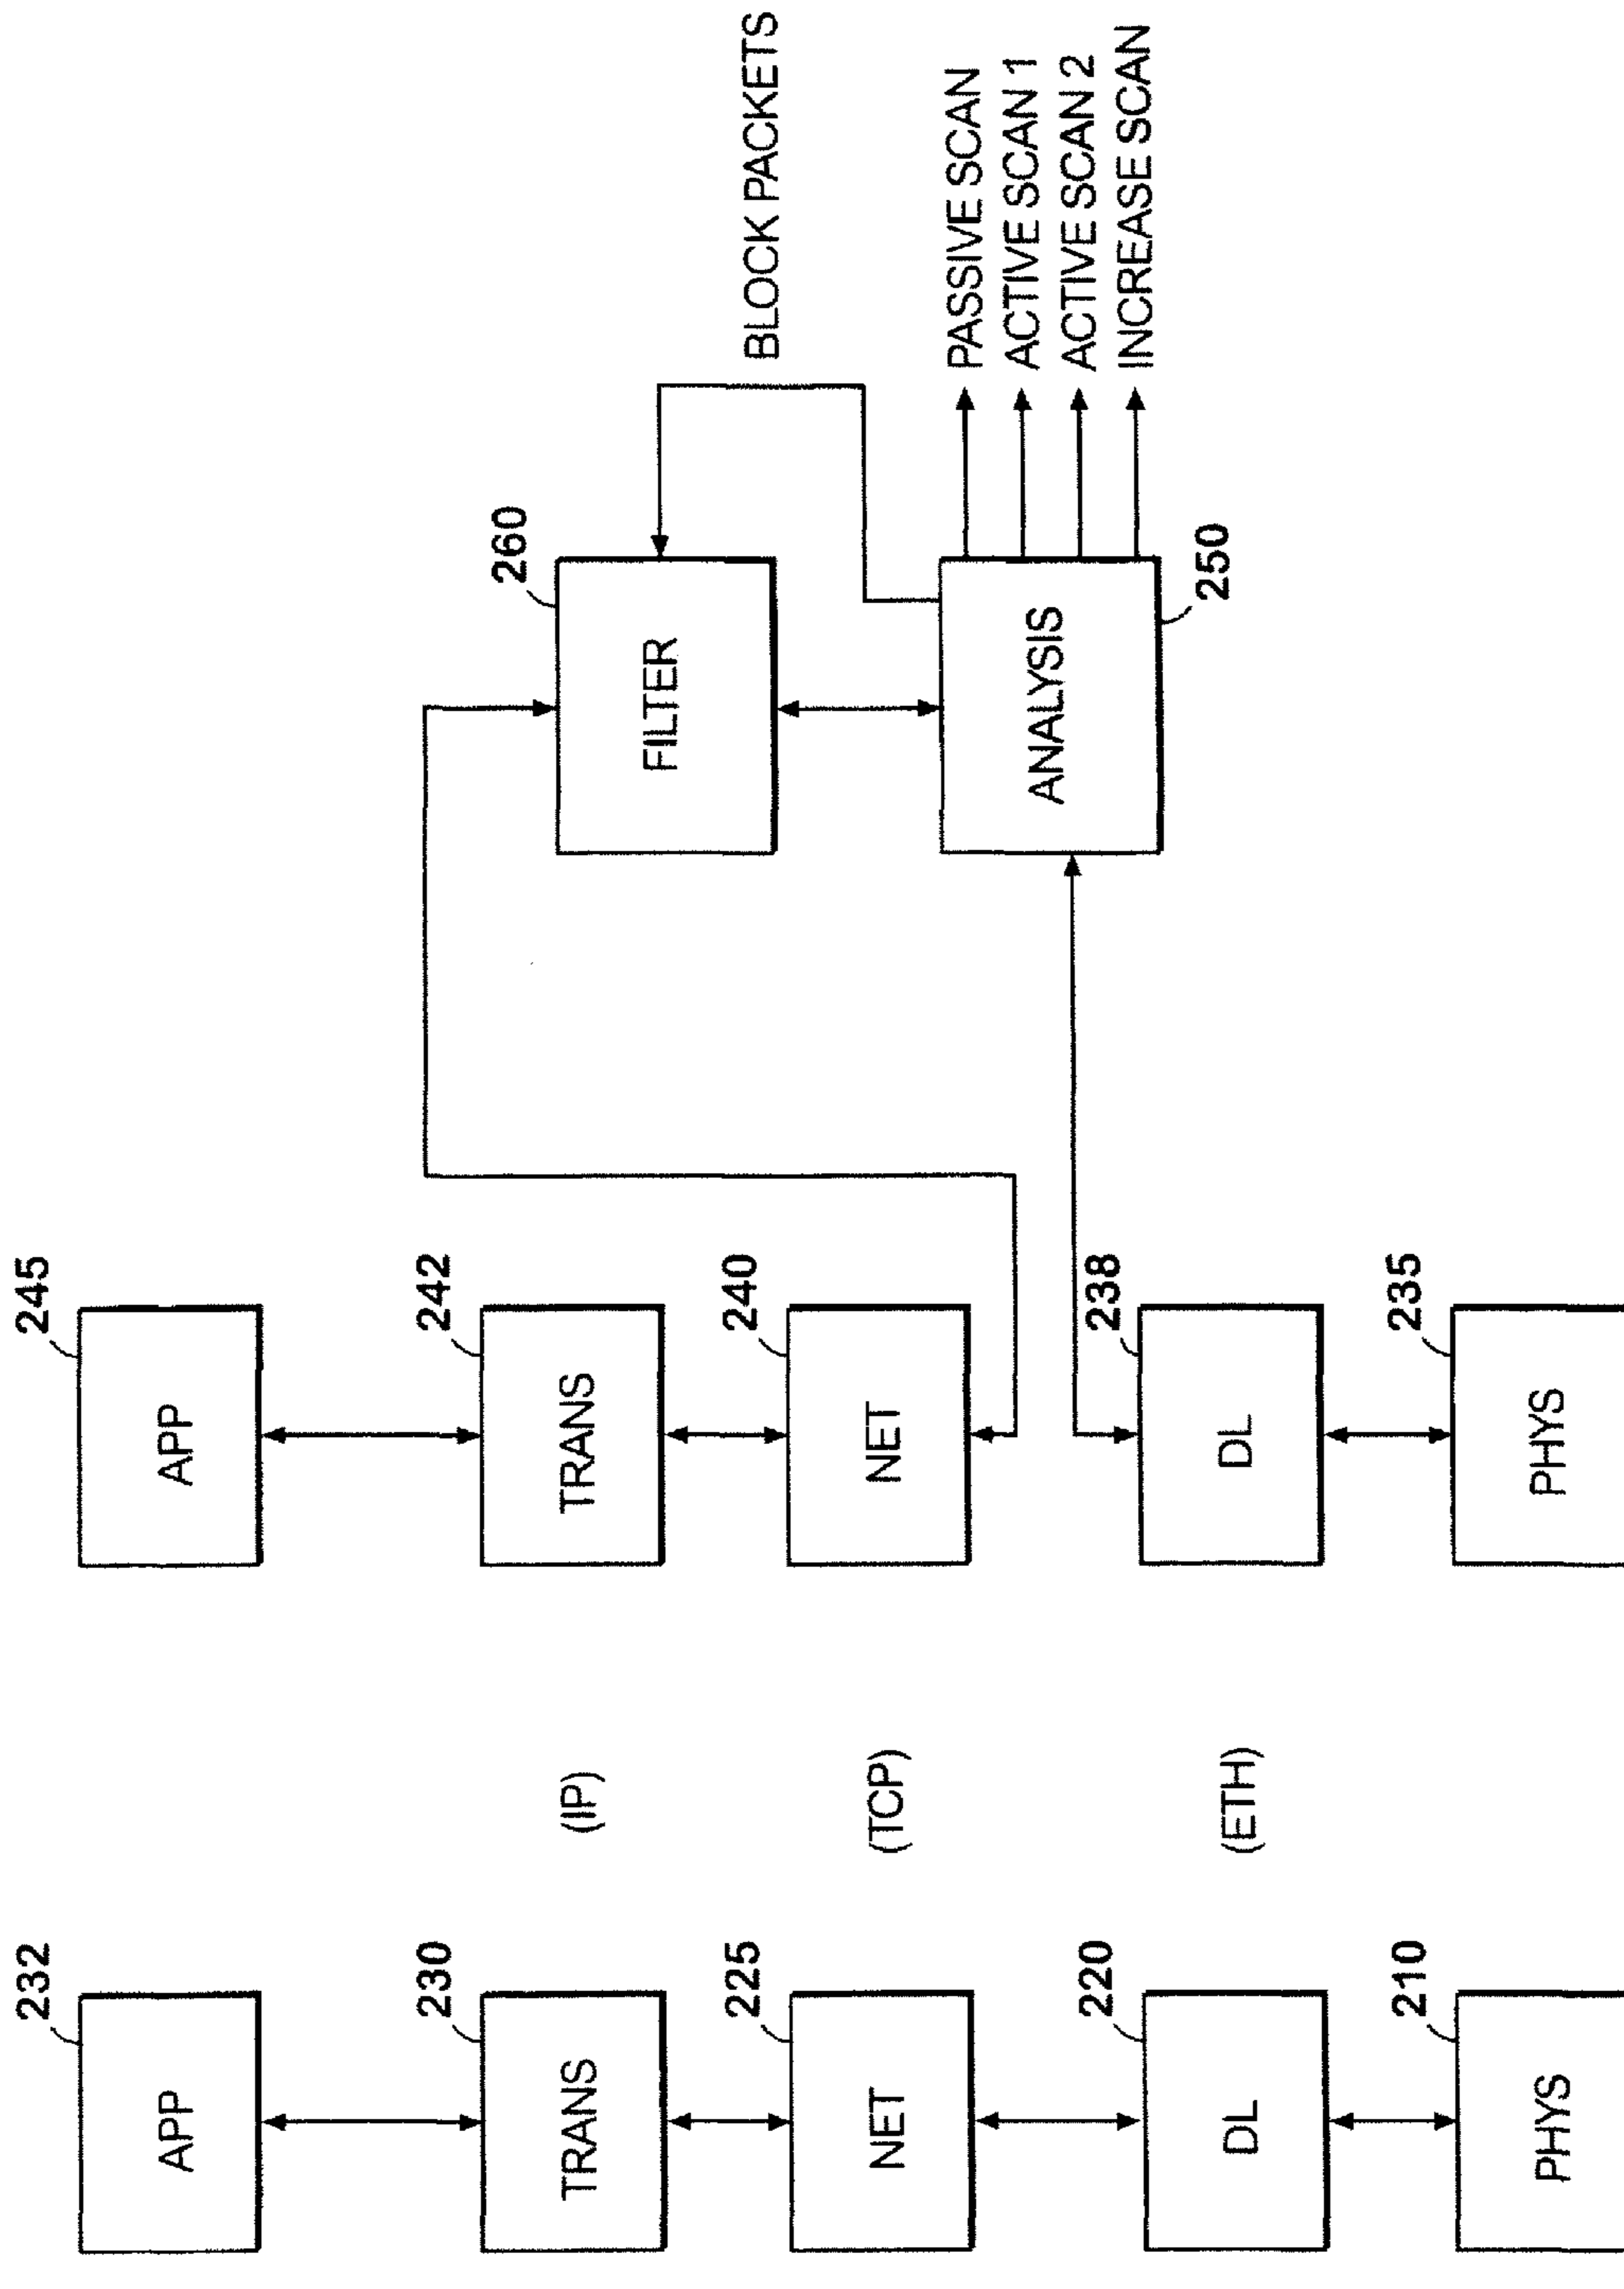 232
245
APP
APP
230
242
260
TRANS
(IP)
TRANS
FILTER
225
240
BLOCK PACKETS
NET
(TCP)
NET
PASSIVE SCAN
ACTIVE SCAN 1
ANALYSIS
ACTIVE SCAN 2
220
238
INCREASE SCAN
250
DL
(ETH)
DL
210
235
PHYS
PHYS